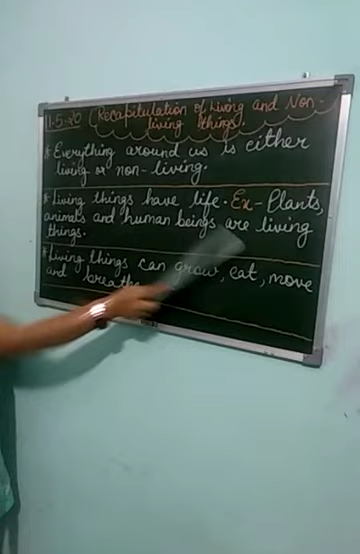 1-5-20 (Recapitulation of Living and Non-
living things.)
* Everything around us is either
living or non-living.
* Living things have life. Ex - Plants,
animals and human beings are living
things.
* Living things can grow, eat, move
and breathe